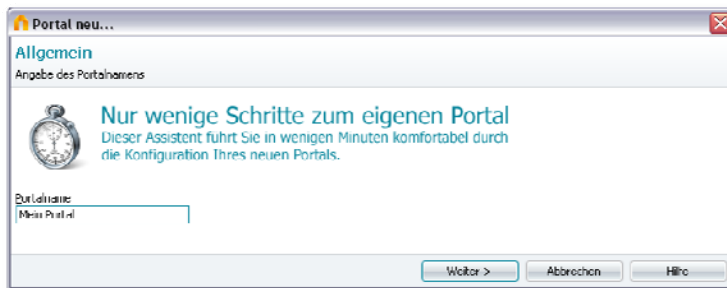 Portal neu...
Allgemein
Angabe des Portalnamens
Nur wenige Schritte zum eigenen Portal
Dieser Assistent führt Sie in wenigen Minuten komfortabel durch
die Konfiguration Ihres neuen Portals.
Portalname
Mein Portal
Weiter > Abbrechen Hilfe